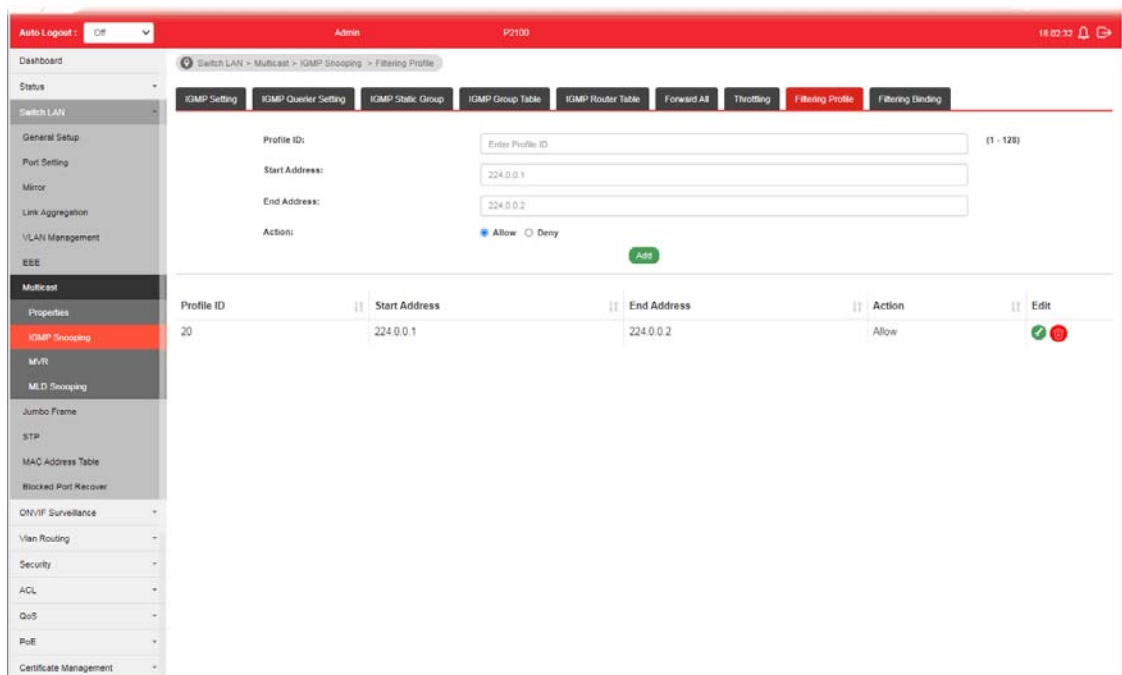 Auto Logout : Off Admin P2100 18:02:32
Dashboard
Switch LAN > Multicast > IGMP Snooping > Filtering Profile
Status
IGMP Setting IGMP Querier Setting IGMP Static Group IGMP Group Table IGMP Router Table Forward All Throttling Filtering Profile Filtering Binding
Switch LAN
General Setup
Port Setting
Mirror
Link Aggregation
VLAN Management
EEE
Multicast
Properties
IGMP Snooping
MVR
MLD Snooping
Jumbo Frame
STP
MAC Address Table
Blocked Port Recover
ONVIF Surveillance
Vlan Routing
Security
ACL
QoS
PoE
Certificate Management
Profile ID: Enter Profile ID (1 - 128)
Start Address: 224.0.0.1
End Address: 224.0.0.2
Action: Allow Deny
Add
Profile ID Start Address End Address Action Edit
20 224.0.0.1 224.0.0.2 Allow